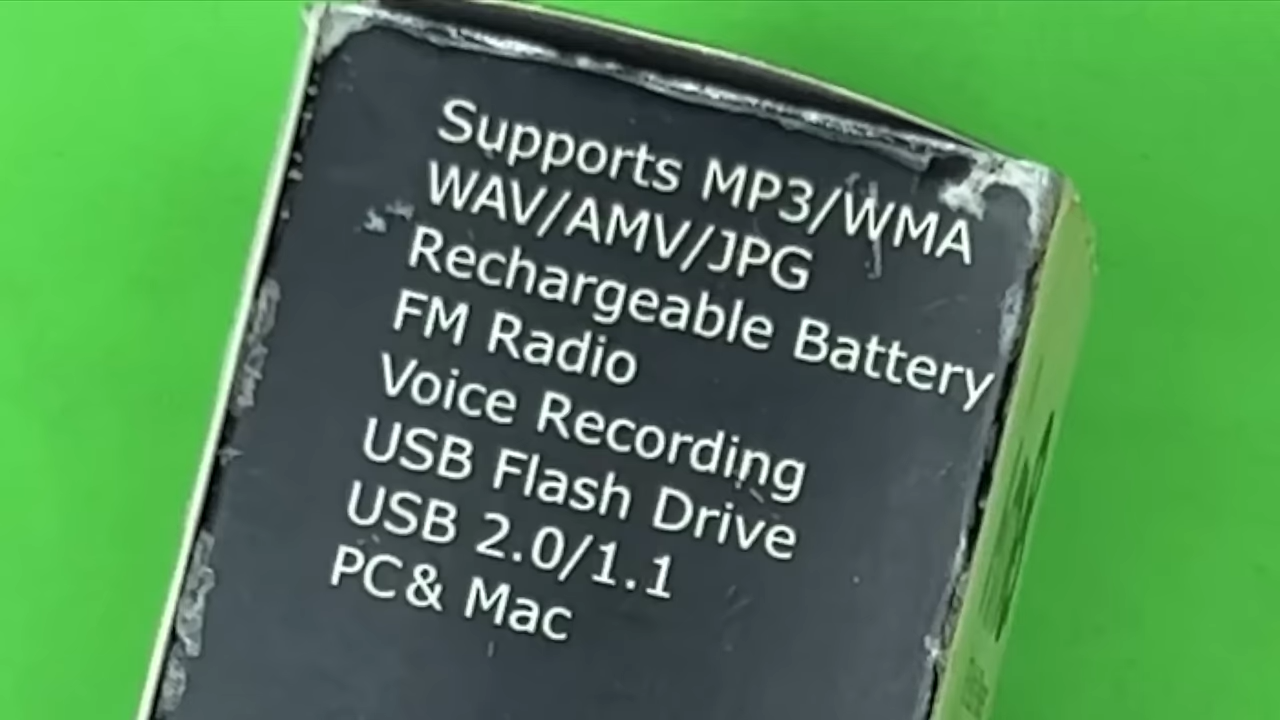 Supports MP3/WMA
WAV/AMV/JPG
Rechargeable Battery
FM Radio
Voice Recording
USB Flash Drive
USB 2.0/1.1
PC& Mac